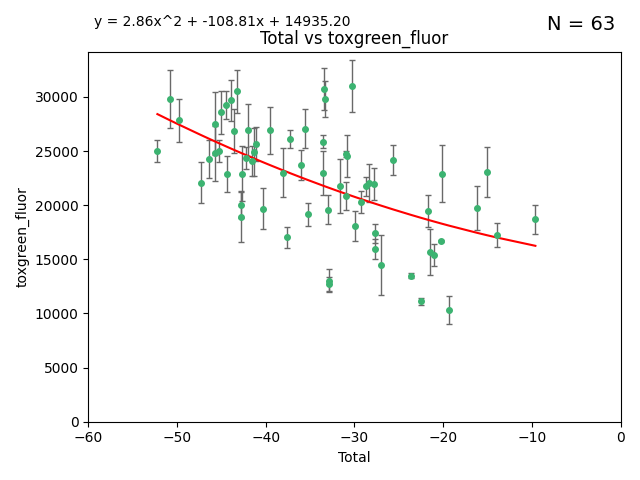 y = 2.86x^2 + -108.81x + 14935.20
N = 63
Total vs toxgreen_fluor
30000
25000
20000
15000
10000
5000
0
toxgreen_fluor
−60 −50 −40 −30 −20 −10 0
Total